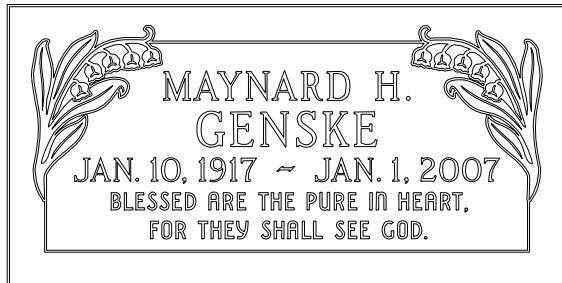 MAYNARD H.
GENSKE
JAN. 10, 1917 ~ JAN. 1, 2007
BLESSED ARE THE PURE IN HEART,
FOR THEY SHALL SEE GOD.